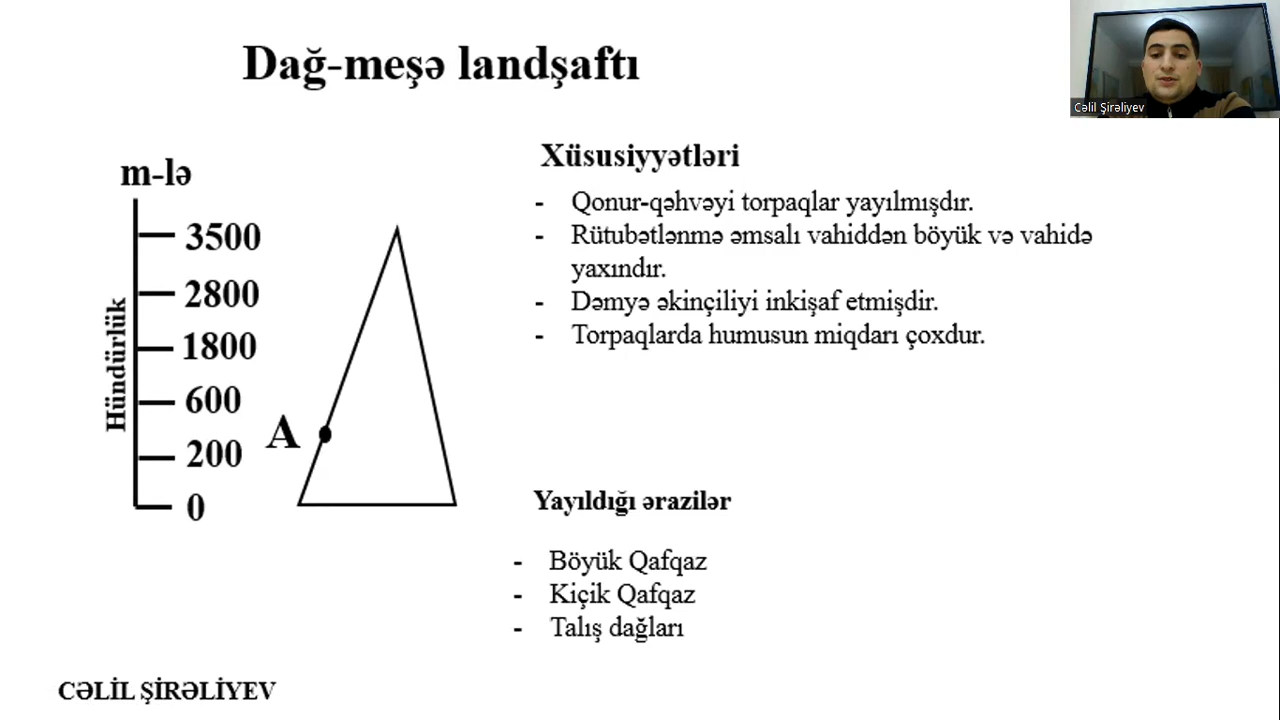 Dağ-meşə landşaftı
Cəlil Şirəliyev
m-lə
Hündürlük
3500
2800
1800
600
200
0
A
Xüsusiyyətləri
- Qonur-qəhvəyi torpaqlar yayılmışdır.
- Rütubətlənmə əmsalı vahiddən böyük və vahidə
yaxındır.
- Dəmyə əkinçiliyi inkişaf etmişdir.
- Torpaqlarda humusun miqdarı çoxdur.
Yayıldığı ərazilər
- Böyük Qafqaz
- Kiçik Qafqaz
- Talış dağları
CƏLİL ŞİRƏLİYEV